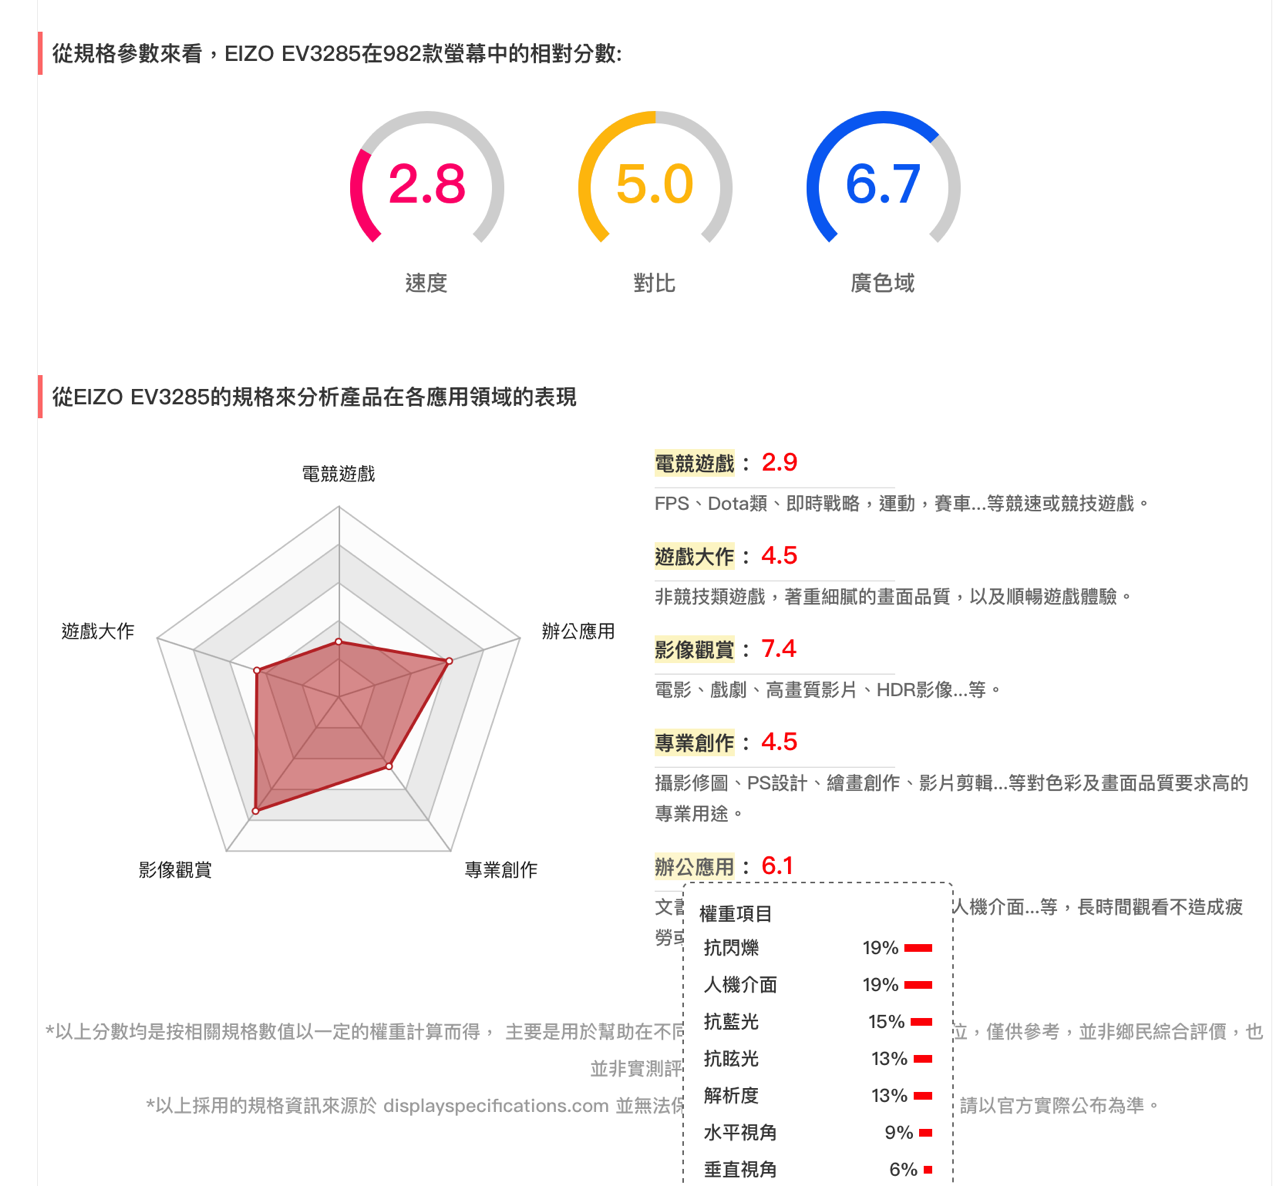 從規格參數來看，EIZO EV3285在982款螢幕中的相對分數:
2.8
5.0
6.7
速度
對比
廣色域
從EIZO EV3285的規格來分析產品在各應用領域的表現
電競遊戲
辦公應用
專業創作
影像觀賞
遊戲大作
電競遊戲： 2.9
FPS、Dota類、即時戰略，運動，賽車...等競速或競技遊戲。
遊戲大作： 4.5
非競技類遊戲，著重細膩的畫面品質，以及順暢遊戲體驗。
影像觀賞： 7.4
電影、戲劇、高畫質影片、HDR影像...等。
專業創作： 4.5
攝影修圖、PS設計、繪畫創作、影片剪輯...等對色彩及畫面品質要求高的
專業用途。
辦公應用： 6.1
文 人機介面...等，長時間觀看不造成疲
勞
權重項目
抗閃爍 19%
人機介面 19%
抗藍光 15%
抗眩光 13%
解析度 13%
水平視角 9%
垂直視角 6%
*以上分數均是按相關規格數值以一定的權重計算而得， 主要是用於幫助在不同 位，僅供參考，並非鄉民綜合評價，也
並非實測評
*以上採用的規格資訊來源於 displayspecifications.com 並無法保 請以官方實際公布為準。